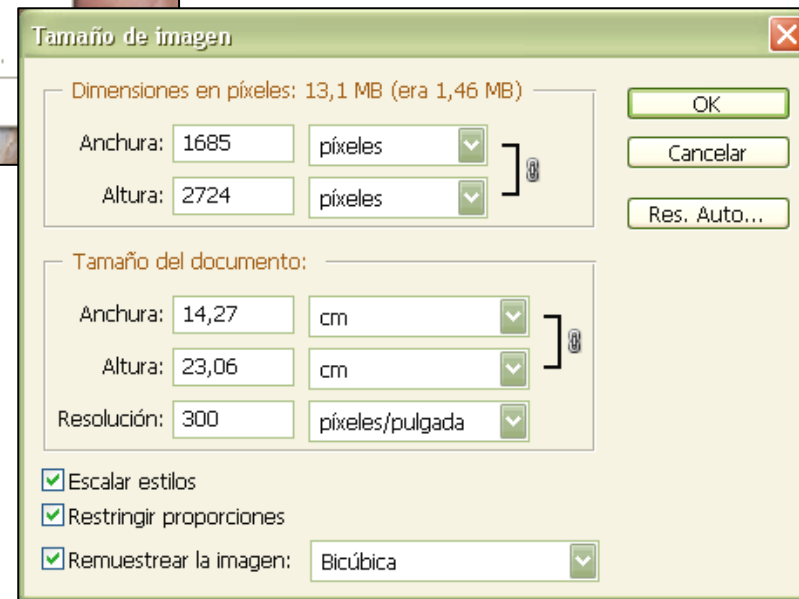 Tamaño de imagen
Dimensiones en píxeles: 13,1 MB (era 1,46 MB)
Anchura: 1685 píxeles
Altura: 2724 píxeles
OK
Cancelar
Res. Auto...
Tamaño del documento:
Anchura: 14,27 cm
Altura: 23,06 cm
Resolución: 300 píxeles/pulgada
Escalar estilos
Restringir proporciones
Remuestrear la imagen: Bicúbica